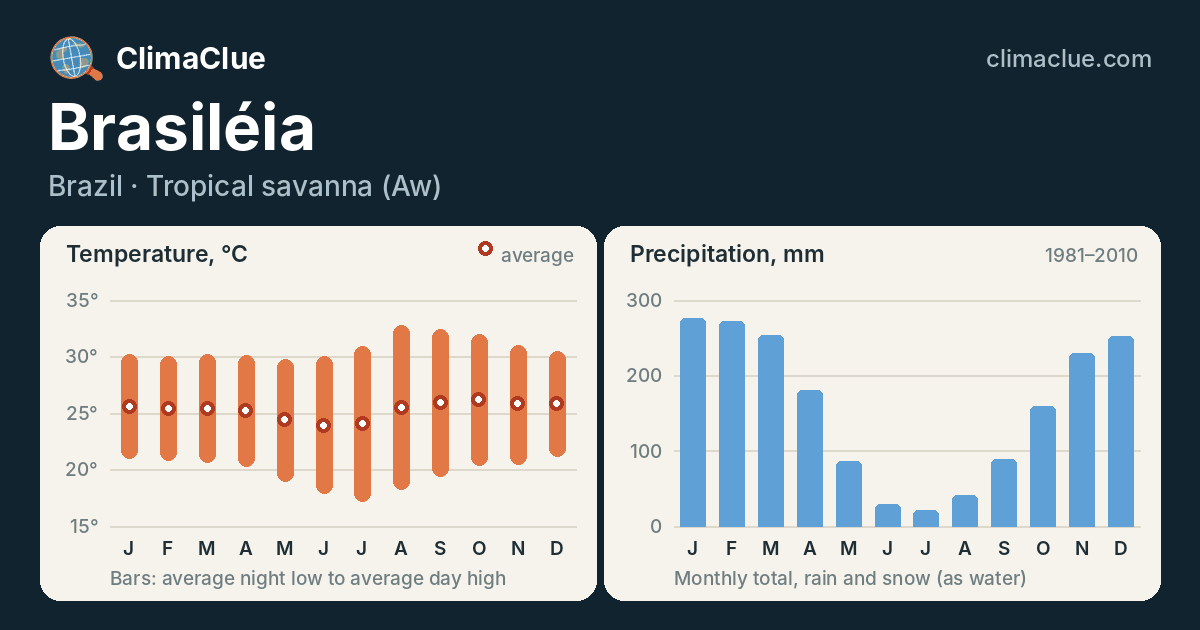 ClimaClue
climaclue.com
Brasiléia
Brazil · Tropical savanna (Aw)
Temperature, °C
average
35°
30°
25°
20°
15°
J F M A M J J A S O N D
Bars: average night low to average day high
Precipitation, mm
1981–2010
300
200
100
0
J F M A M J J A S O N D
Monthly total, rain and snow (as water)